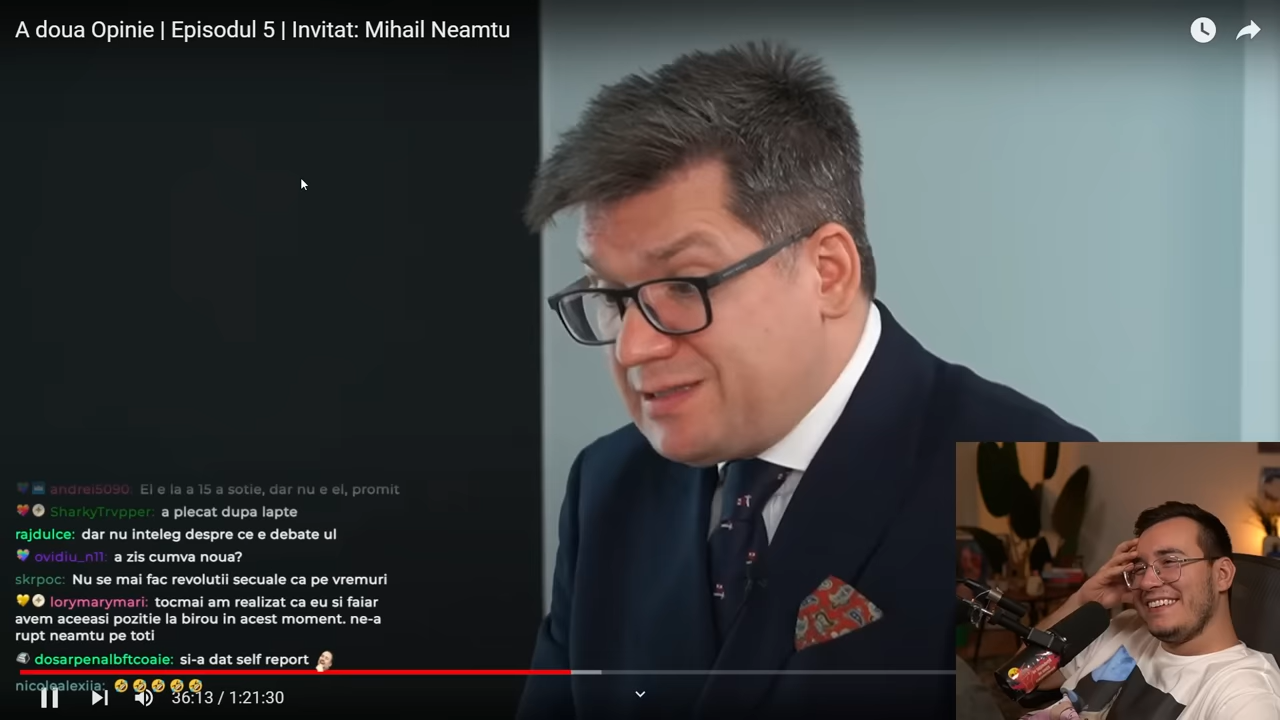 A doua Opinie | Episodul 5 | Invitat: Mihail Neamtu
andrei5090: El e la a 15 a sotie, dar nu e el, promit
SharkyTrvpper: a plecat dupa lapte
rajdulce: dar nu inteleg despre ce e debate ul
ovidiu_n11: a zis cumva noua?
skrpoc: Nu se mai fac revolutii secuale ca pe vremuri
lorymarymari: tocmai am realizat ca eu si faiar
avem aceeasi pozitie la birou in acest moment. ne-a
rupt neamtu pe toti
dosarpenalbftcoaie: si-a dat self report
nicolealexiia: 🤣 🤣 🤣 🤣 🤣
36:13 / 1:21:30